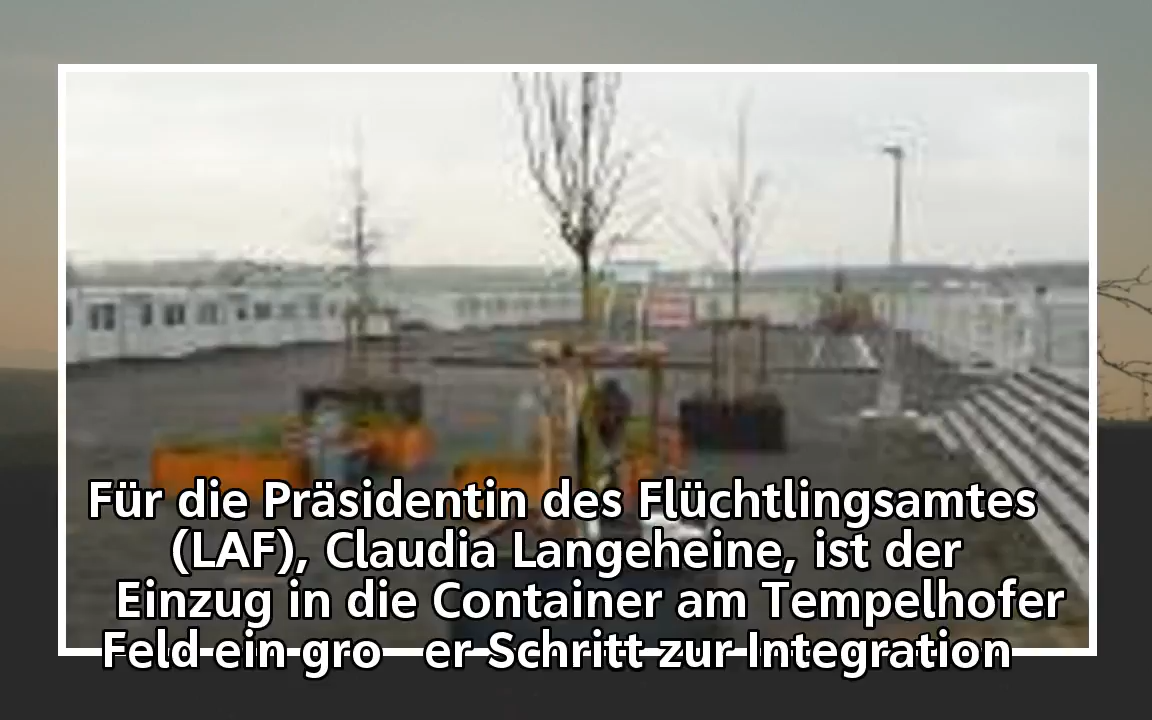 Für die Präsidentin des Flüchtlingsamtes
(LAF), Claudia Langeheine, ist der
Einzug in die Container am Tempelhofer
Feld ein gro er Schritt zur Integration